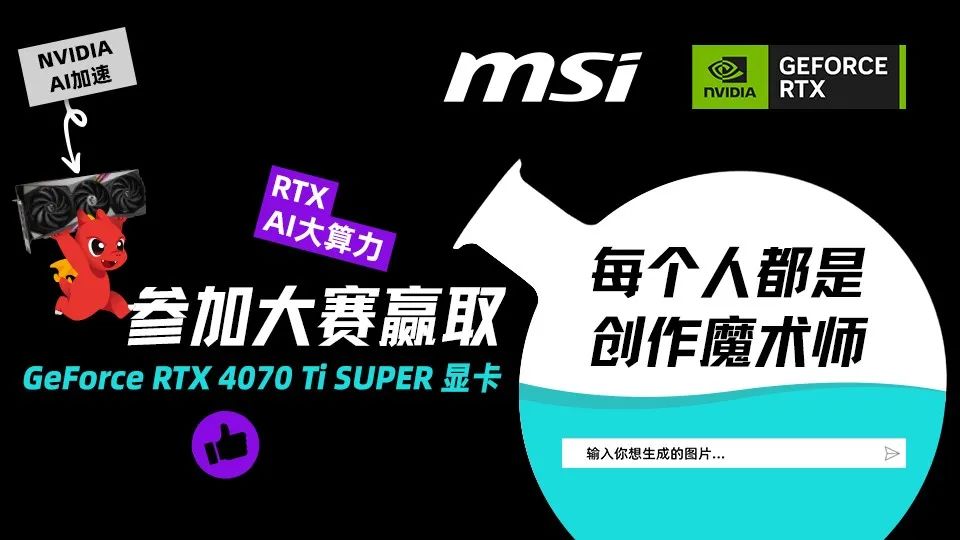 NVIDIA
AI加速
msi
NVIDIA
GEFORCE
RTX
RTX
AI大算力
参加大赛赢取
GeForce RTX 4070 Ti SUPER 显卡
每个人都是
创作魔术师
输入你想生成的图片...